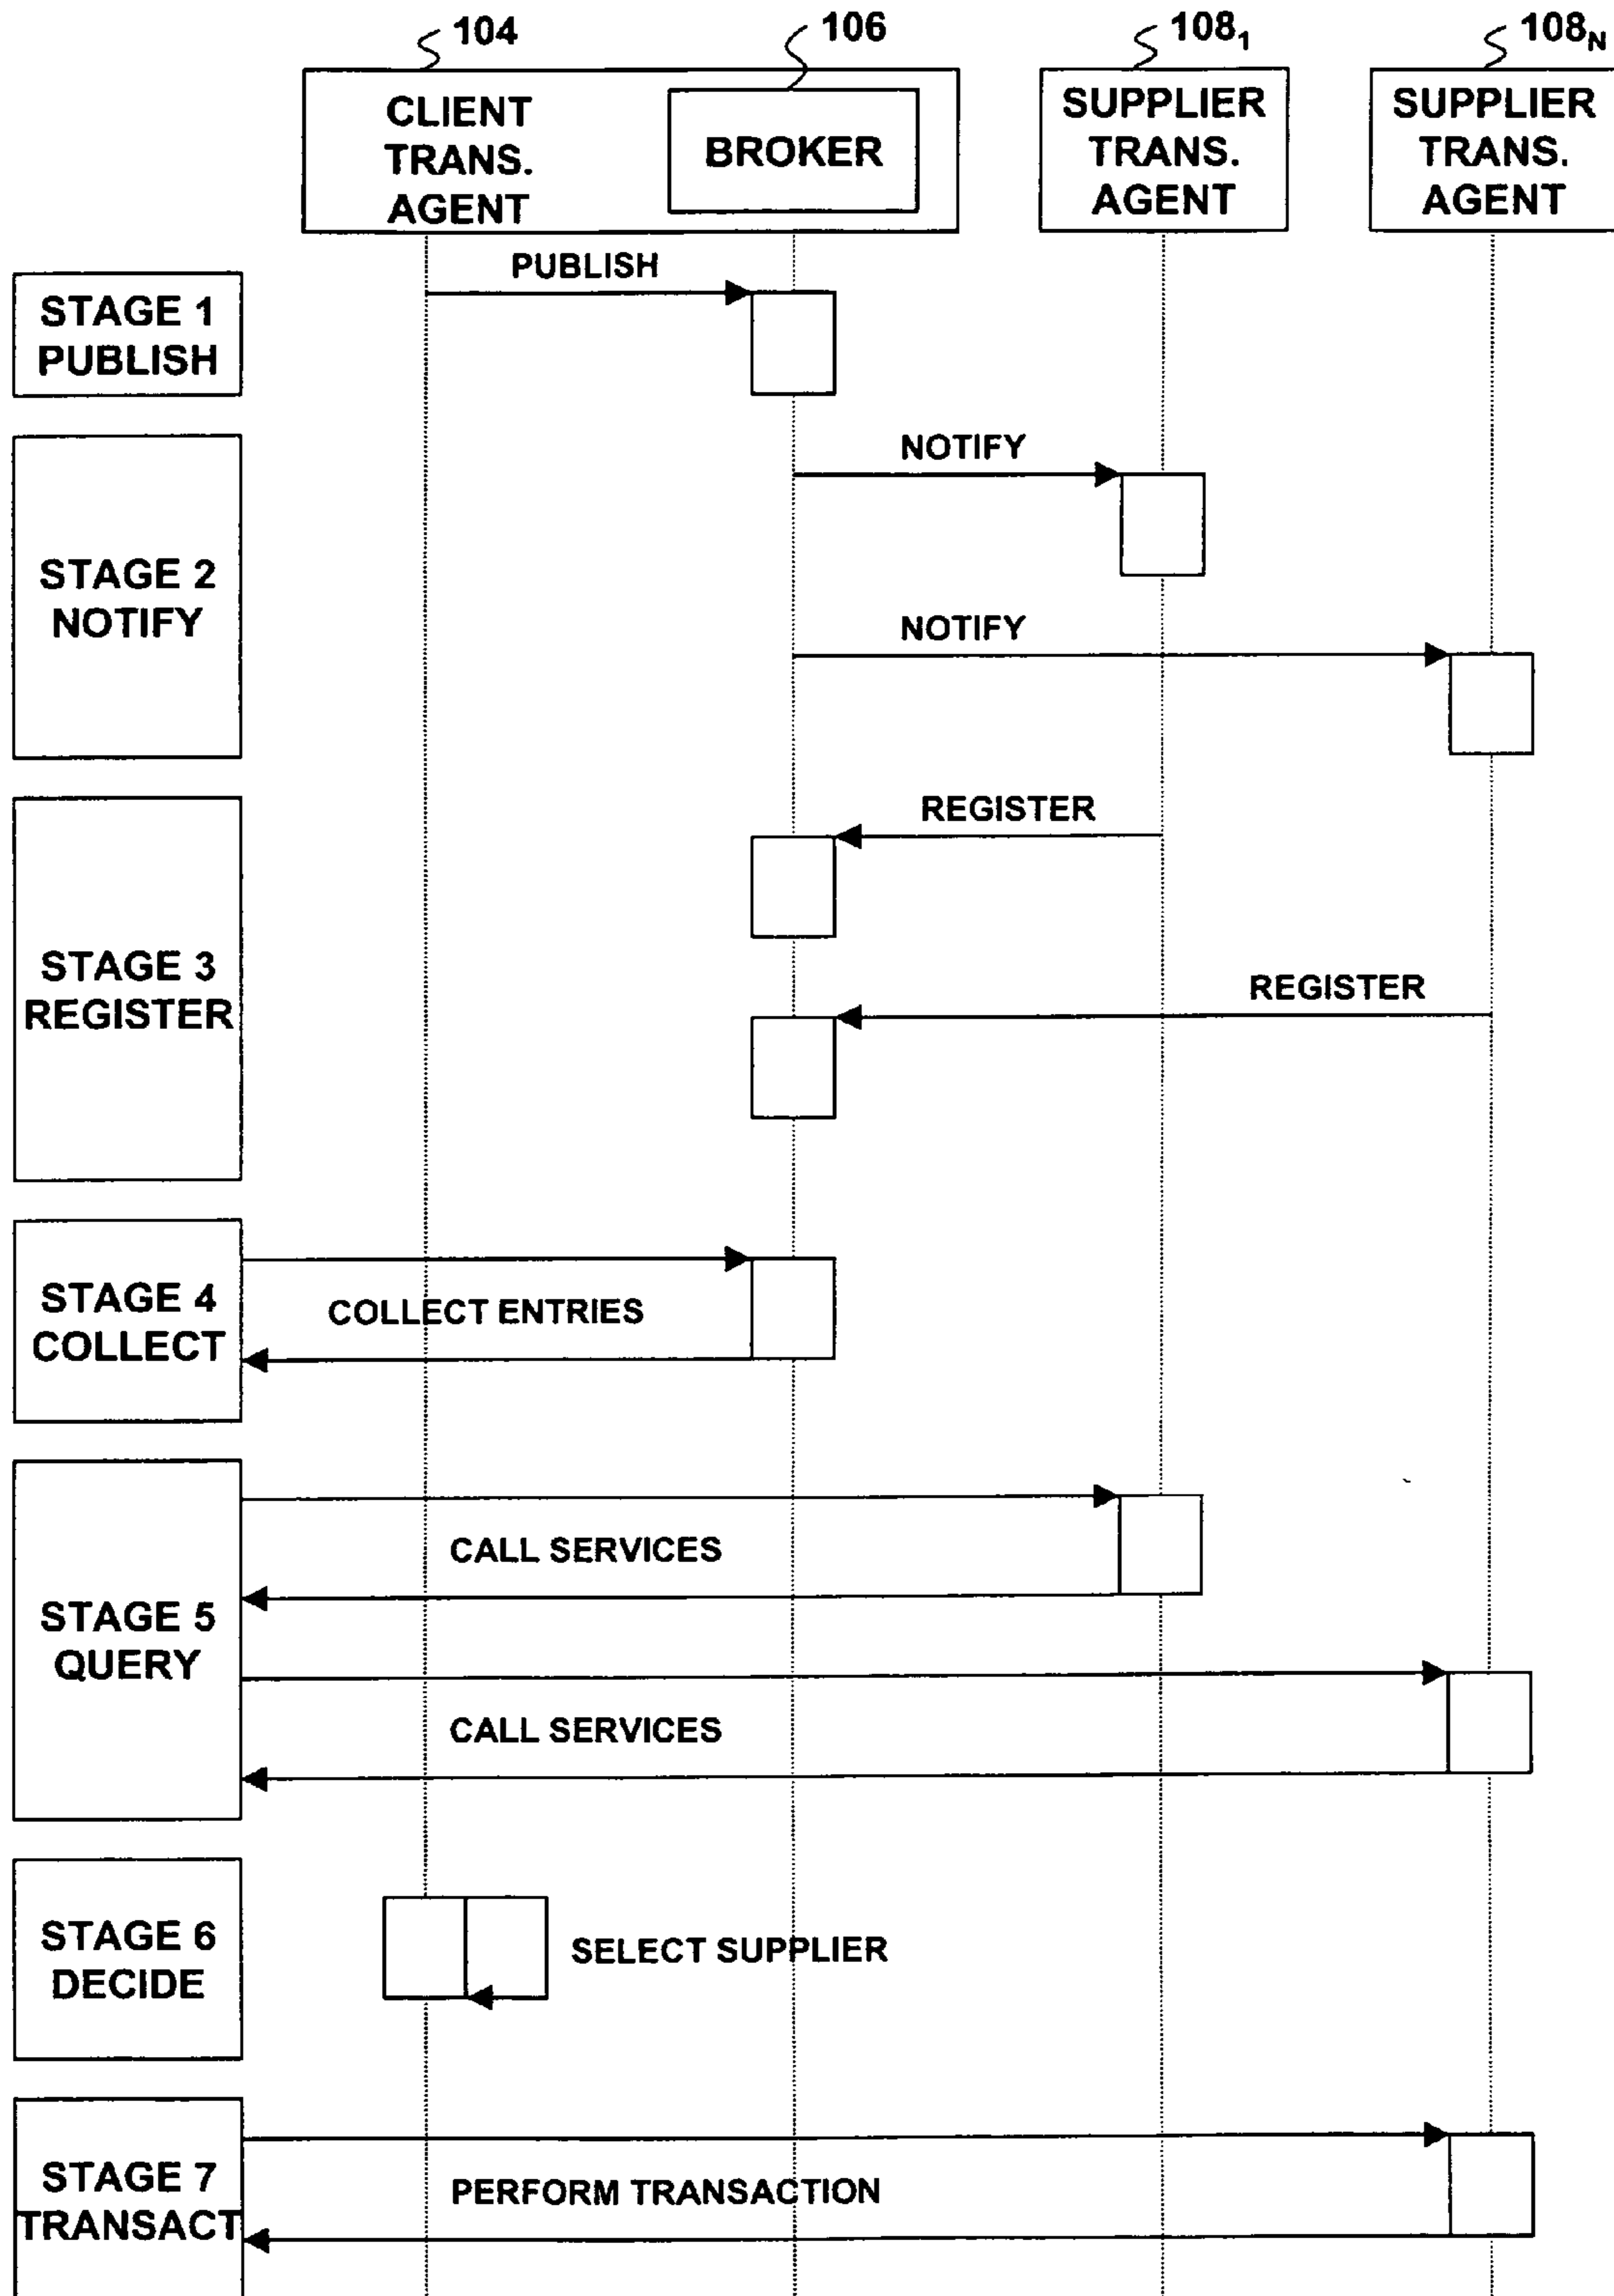 104
106
108₁
108N
CLIENT
TRANS.
AGENT
BROKER
SUPPLIER
TRANS.
AGENT
SUPPLIER
TRANS.
AGENT
STAGE 1
PUBLISH
PUBLISH
STAGE 2
NOTIFY
NOTIFY
NOTIFY
STAGE 3
REGISTER
REGISTER
REGISTER
STAGE 4
COLLECT
COLLECT ENTRIES
STAGE 5
QUERY
CALL SERVICES
CALL SERVICES
STAGE 6
DECIDE
SELECT SUPPLIER
STAGE 7
TRANSACT
PERFORM TRANSACTION